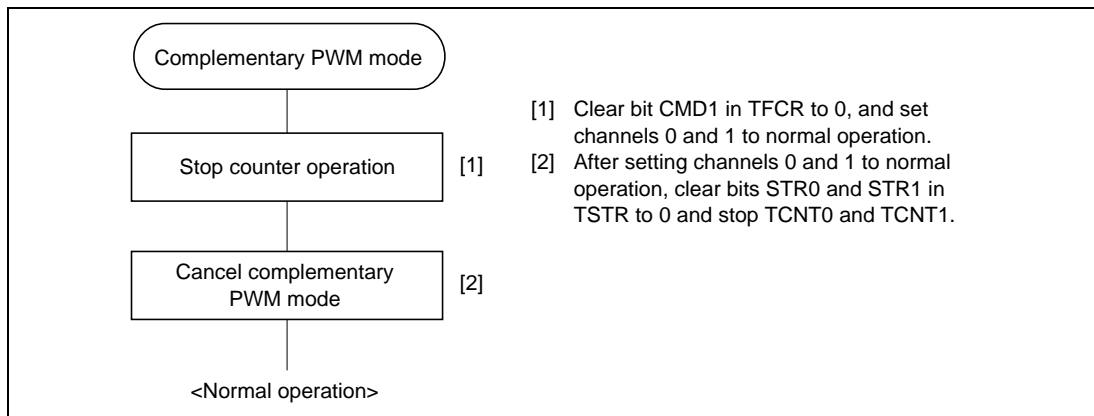 Complementary PWM mode
Stop counter operation
[1]
Cancel complementary
PWM mode
[2]
<Normal operation>
[1] Clear bit CMD1 in TFCR to 0, and set
channels 0 and 1 to normal operation.
[2] After setting channels 0 and 1 to normal
operation, clear bits STR0 and STR1 in
TSTR to 0 and stop TCNT0 and TCNT1.